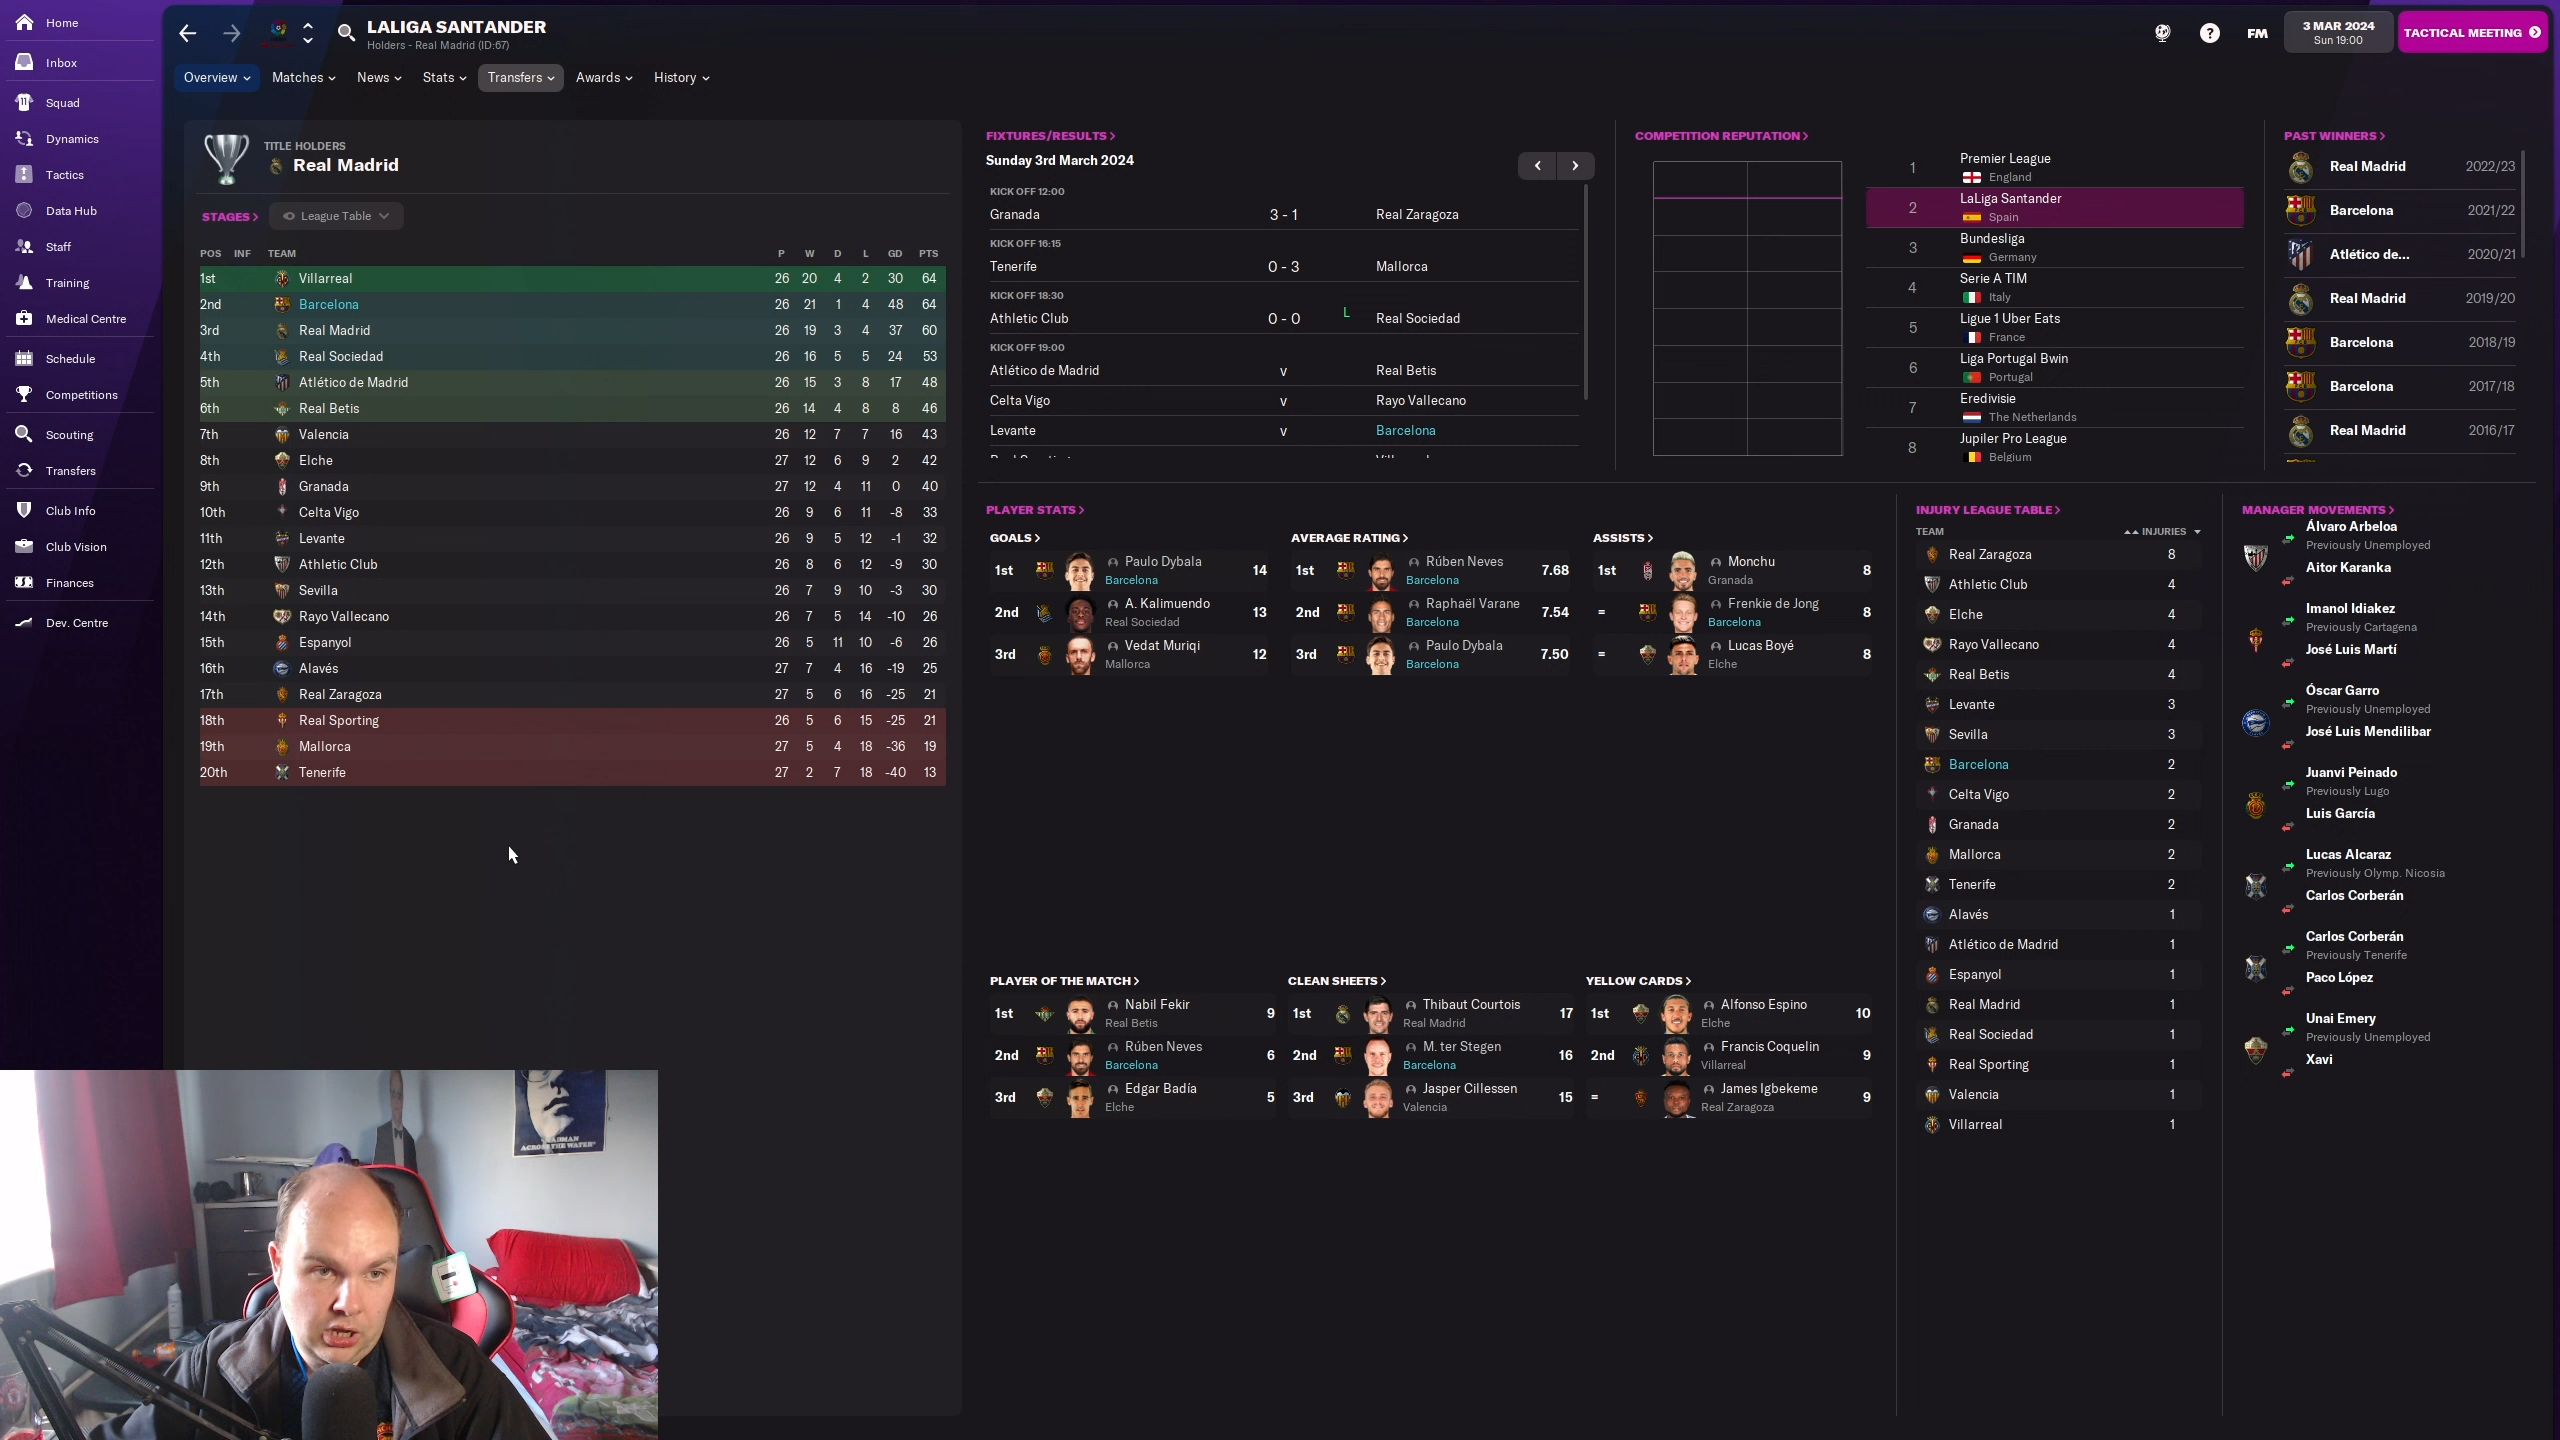 Home
Inbox
Squad
Dynamics
Tactics
Data Hub
Staff
Training
Medical Centre
Schedule
Competitions
Scouting
Transfers
Club Info
Club Vision
Finances
Dev. Centre
LALIGA SANTANDER
Holders - Real Madrid (ID:67)
FM
3 MAR 2024
Sun 19:00
TACTICAL MEETING
Overview Matches News Stats Transfers Awards History
TITLE HOLDERS
Real Madrid
STAGES League Table
POS INF TEAM P W D L GD PTS
1st Villarreal 26 20 4 2 30 64
2nd Barcelona 26 21 1 4 48 64
3rd Real Madrid 26 19 3 4 37 60
4th Real Sociedad 26 16 5 5 24 53
5th Atlético de Madrid 26 15 3 8 17 48
6th Real Betis 26 14 4 8 8 46
7th Valencia 26 12 7 7 16 43
8th Elche 27 12 6 9 2 42
9th Granada 27 12 4 11 0 40
10th Celta Vigo 26 9 6 11 -8 33
11th Levante 26 9 5 12 -1 32
12th Athletic Club 26 8 6 12 -9 30
13th Sevilla 26 7 9 10 -3 30
14th Rayo Vallecano 26 7 5 14 -10 26
15th Espanyol 26 5 11 10 -6 26
16th Alavés 27 7 4 16 -19 25
17th Real Zaragoza 27 5 6 16 -25 21
18th Real Sporting 26 5 6 15 -25 21
19th Mallorca 27 5 4 18 -36 19
20th Tenerife 27 2 7 18 -40 13
FIXTURES/RESULTS
Sunday 3rd March 2024
KICK OFF 12:00
Granada 3 - 1 Real Zaragoza
KICK OFF 16:15
Tenerife 0 - 3 Mallorca
KICK OFF 18:30
Athletic Club 0 - 0 L Real Sociedad
KICK OFF 19:00
Atlético de Madrid v Real Betis
Celta Vigo v Rayo Vallecano
Levante v Barcelona
COMPETITION REPUTATION
1 Premier League
England
2 LaLiga Santander
Spain
3 Bundesliga
Germany
4 Serie A TIM
Italy
5 Ligue 1 Uber Eats
France
6 Liga Portugal Bwin
Portugal
7 Eredivisie
The Netherlands
8 Jupiler Pro League
Belgium
PAST WINNERS
Real Madrid 2022/23
Barcelona 2021/22
Atlético de... 2020/21
Real Madrid 2019/20
Barcelona 2018/19
Barcelona 2017/18
Real Madrid 2016/17
PLAYER STATS
GOALS
1st Paulo Dybala 14
Barcelona
2nd A. Kalimuendo 13
Real Sociedad
3rd Vedat Muriqi 12
Mallorca
AVERAGE RATING
1st Rúben Neves 7.68
Barcelona
2nd Raphaël Varane 7.54
Barcelona
3rd Paulo Dybala 7.50
Barcelona
ASSISTS
1st Monchu 8
Granada
= Frenkie de Jong 8
Barcelona
= Lucas Boyé 8
Elche
PLAYER OF THE MATCH
1st Nabil Fekir 9
Real Betis
2nd Rúben Neves 6
Barcelona
3rd Edgar Badía 5
Elche
CLEAN SHEETS
1st Thibaut Courtois 17
Real Madrid
2nd M. ter Stegen 16
Barcelona
3rd Jasper Cillessen 15
Valencia
YELLOW CARDS
1st Alfonso Espino 10
Elche
2nd Francis Coquelin 9
Villarreal
= James Igbekeme 9
Real Zaragoza
INJURY LEAGUE TABLE
TEAM INJURIES
Real Zaragoza 8
Athletic Club 4
Elche 4
Rayo Vallecano 4
Real Betis 4
Levante 3
Sevilla 3
Barcelona 2
Celta Vigo 2
Granada 2
Mallorca 2
Tenerife 2
Alavés 1
Atlético de Madrid 1
Espanyol 1
Real Madrid 1
Real Sociedad 1
Real Sporting 1
Valencia 1
Villarreal 1
MANAGER MOVEMENTS
Álvaro Arbeloa
Previously Unemployed
Aitor Karanka
Imanol Idiakez
Previously Cartagena
José Luis Martí
Óscar Garro
Previously Unemployed
José Luis Mendilibar
Juanvi Peinado
Previously Lugo
Luis García
Lucas Alcaraz
Previously Olymp. Nicosia
Carlos Corberán
Carlos Corberán
Previously Tenerife
Paco López
Unai Emery
Previously Unemployed
Xavi
MADMAN
ACROSS THE WATER